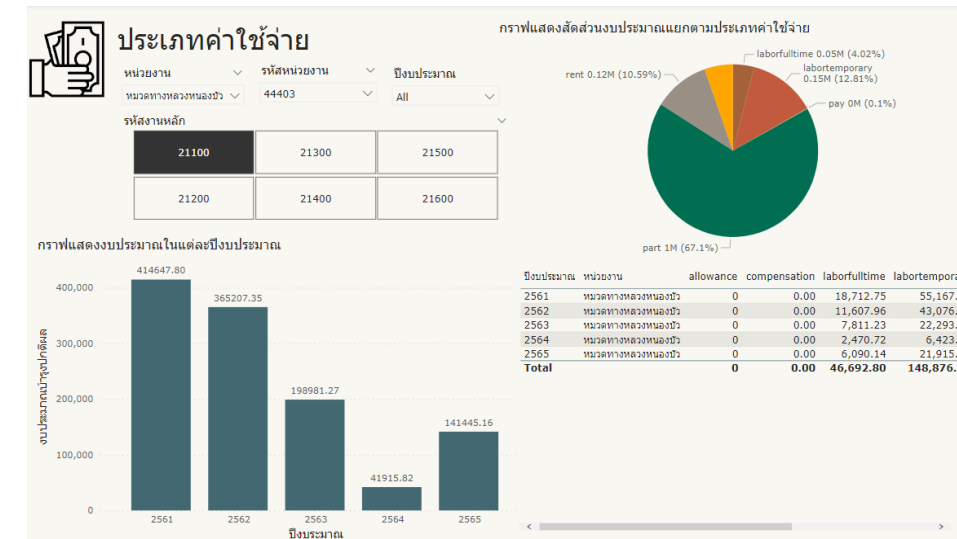 ประเภทค่าใช้จ่าย
หน่วยงาน
รหัสหน่วยงาน
ปีงบประมาณ
หมวดทางหลวงหนองบัว
44403
All
รหัสงานหลัก
21100
21300
21500
21200
21400
21600
กราฟแสดงสัดส่วนงบประมาณแยกตามประเภทค่าใช้จ่าย
laborfulltime 0.05M (4.02%)
labortemporary
0.15M (12.81%)
rent 0.12M (10.59%)
pay 0M (0.1%)
part 1M (67.1%)
กราฟแสดงงบประมาณในแต่ละปีงบประมาณ
งบประมาณบำรุงปกติผล
400,000
300,000
200,000
100,000
0
414647.80
365207.35
198981.27
41915.82
141445.16
2561 2562 2563 2564 2565
ปีงบประมาณ
ปีงบประมาณ หน่วยงาน allowance compensation laborfulltime labortempora
2561 หมวดทางหลวงหนองบัว 0 0.00 18,712.75 55,167.
2562 หมวดทางหลวงหนองบัว 0 0.00 11,607.96 43,076.
2563 หมวดทางหลวงหนองบัว 0 0.00 7,811.23 22,293.
2564 หมวดทางหลวงหนองบัว 0 0.00 2,470.72 6,423.
2565 หมวดทางหลวงหนองบัว 0 0.00 6,090.14 21,915.
Total 0 0.00 46,692.80 148,876.